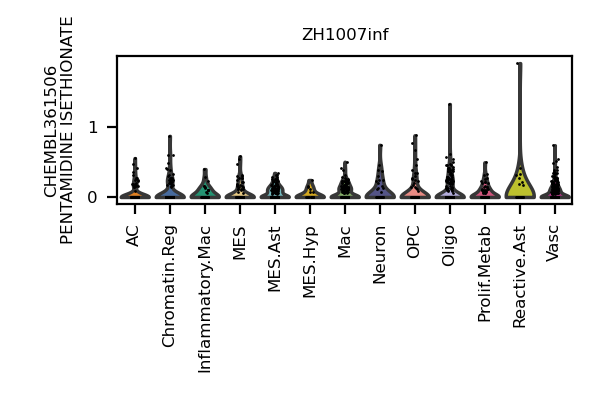 ZH1007inf
CHEMBL361506
PENTAMIDINE ISETHIONATE
1
0
AC
Chromatin.Reg
Inflammatory.Mac
MES
MES.Ast
MES.Hyp
Mac
Neuron
OPC
Oligo
Prolif.Metab
Reactive.Ast
Vasc